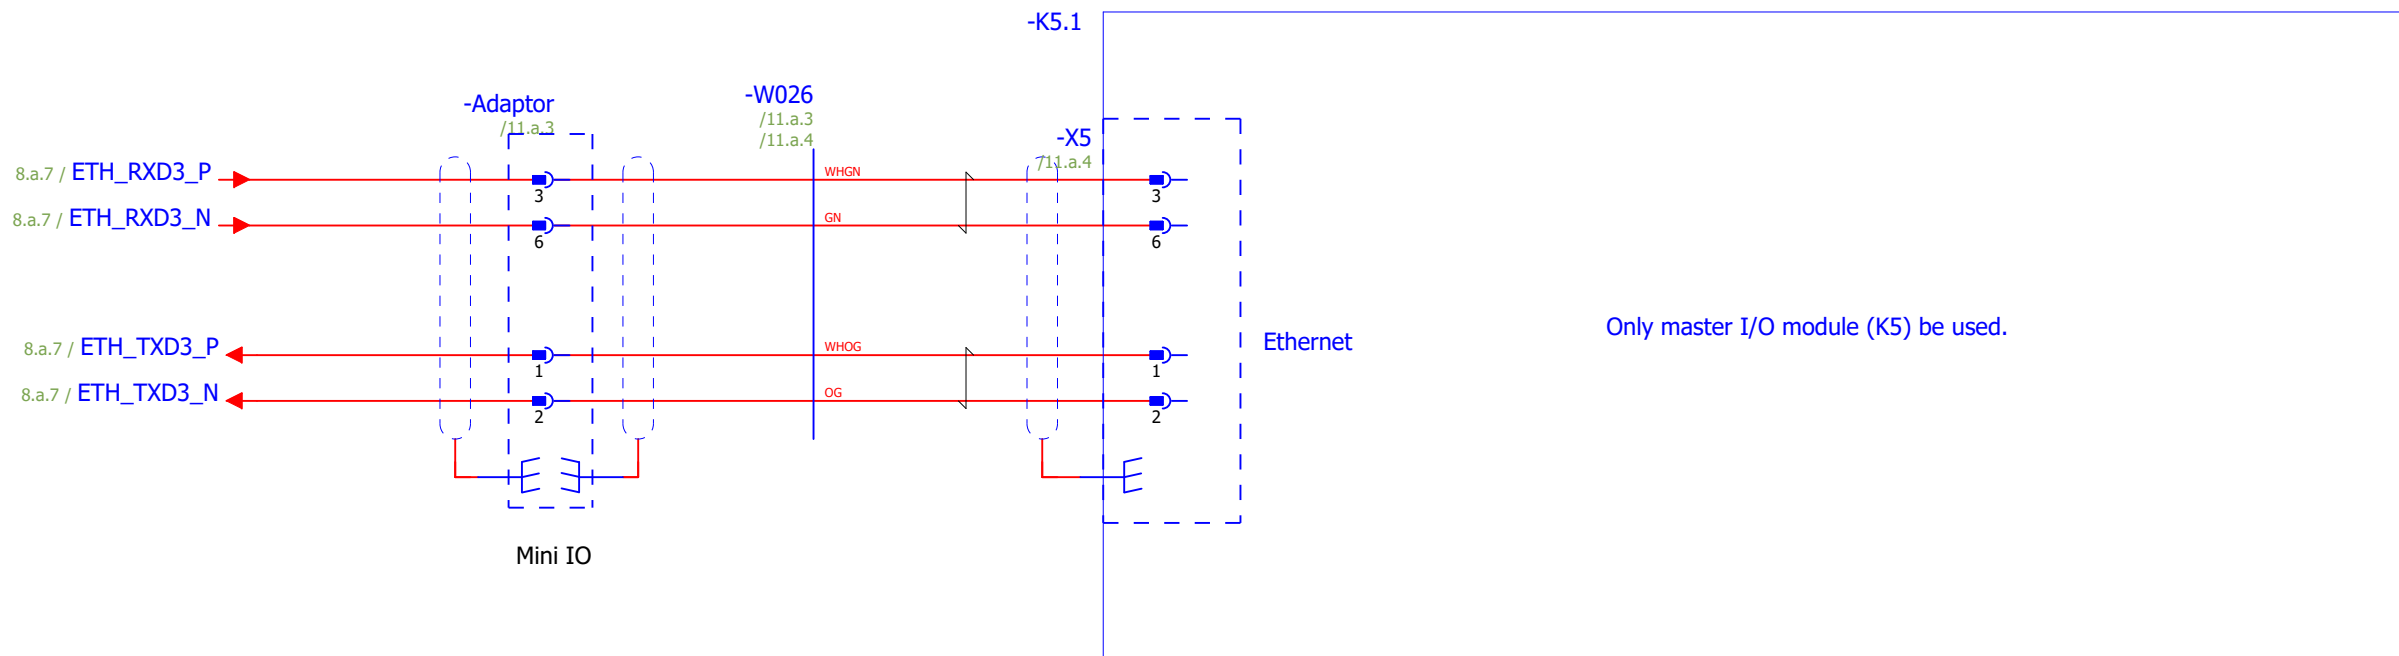 -K5.1
-Adaptor
/11.a.3
-W026
/11.a.3
/11.a.4
-X5
/11.a.4
8.a.7 / ETH_RXD3_P
3
WHGN
3
8.a.7 / ETH_RXD3_N
6
GN
6
Only master I/O module (K5) be used.
Ethernet
8.a.7 / ETH_TXD3_P
1
WHOG
1
8.a.7 / ETH_TXD3_N
2
OG
2
Mini IO